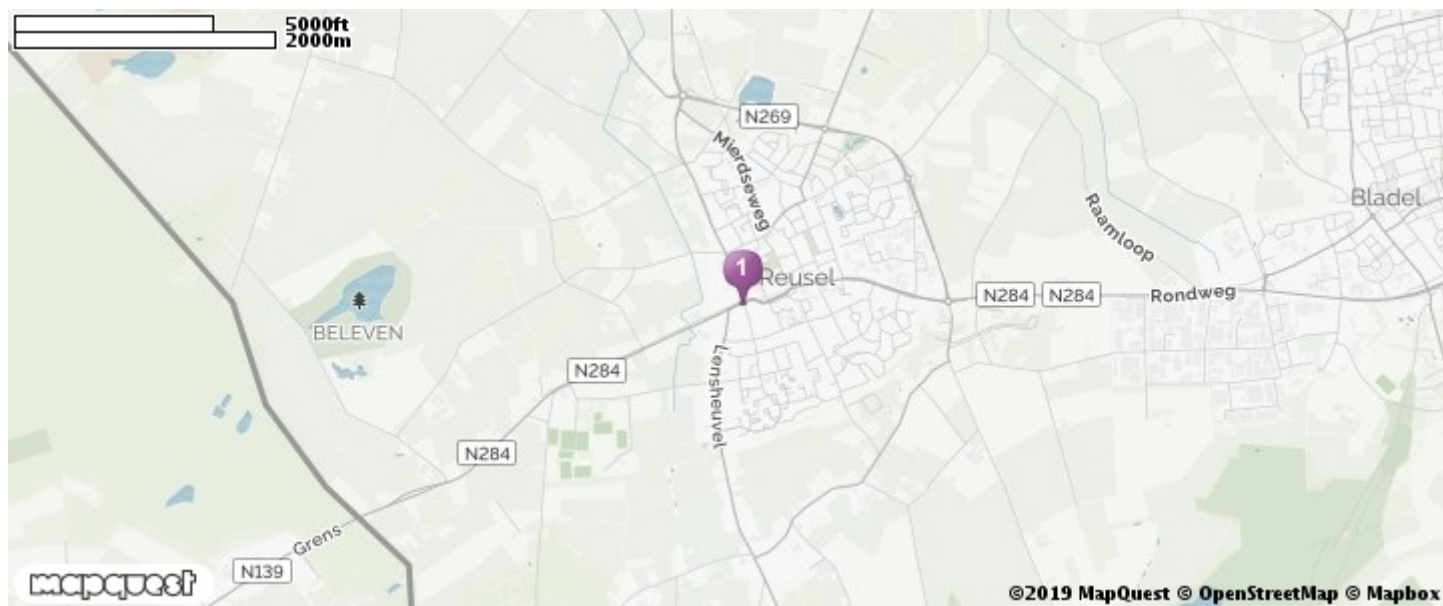 5000ft
2000m
N269
Mierdseweg
Bladel
Raamloop
1
Reusel
N284
N284
Rondweg
BELEVEN
N284
Lensheuvel
N284
Grens
N139
mapquest
©2019 MapQuest © OpenStreetMap © Mapbox